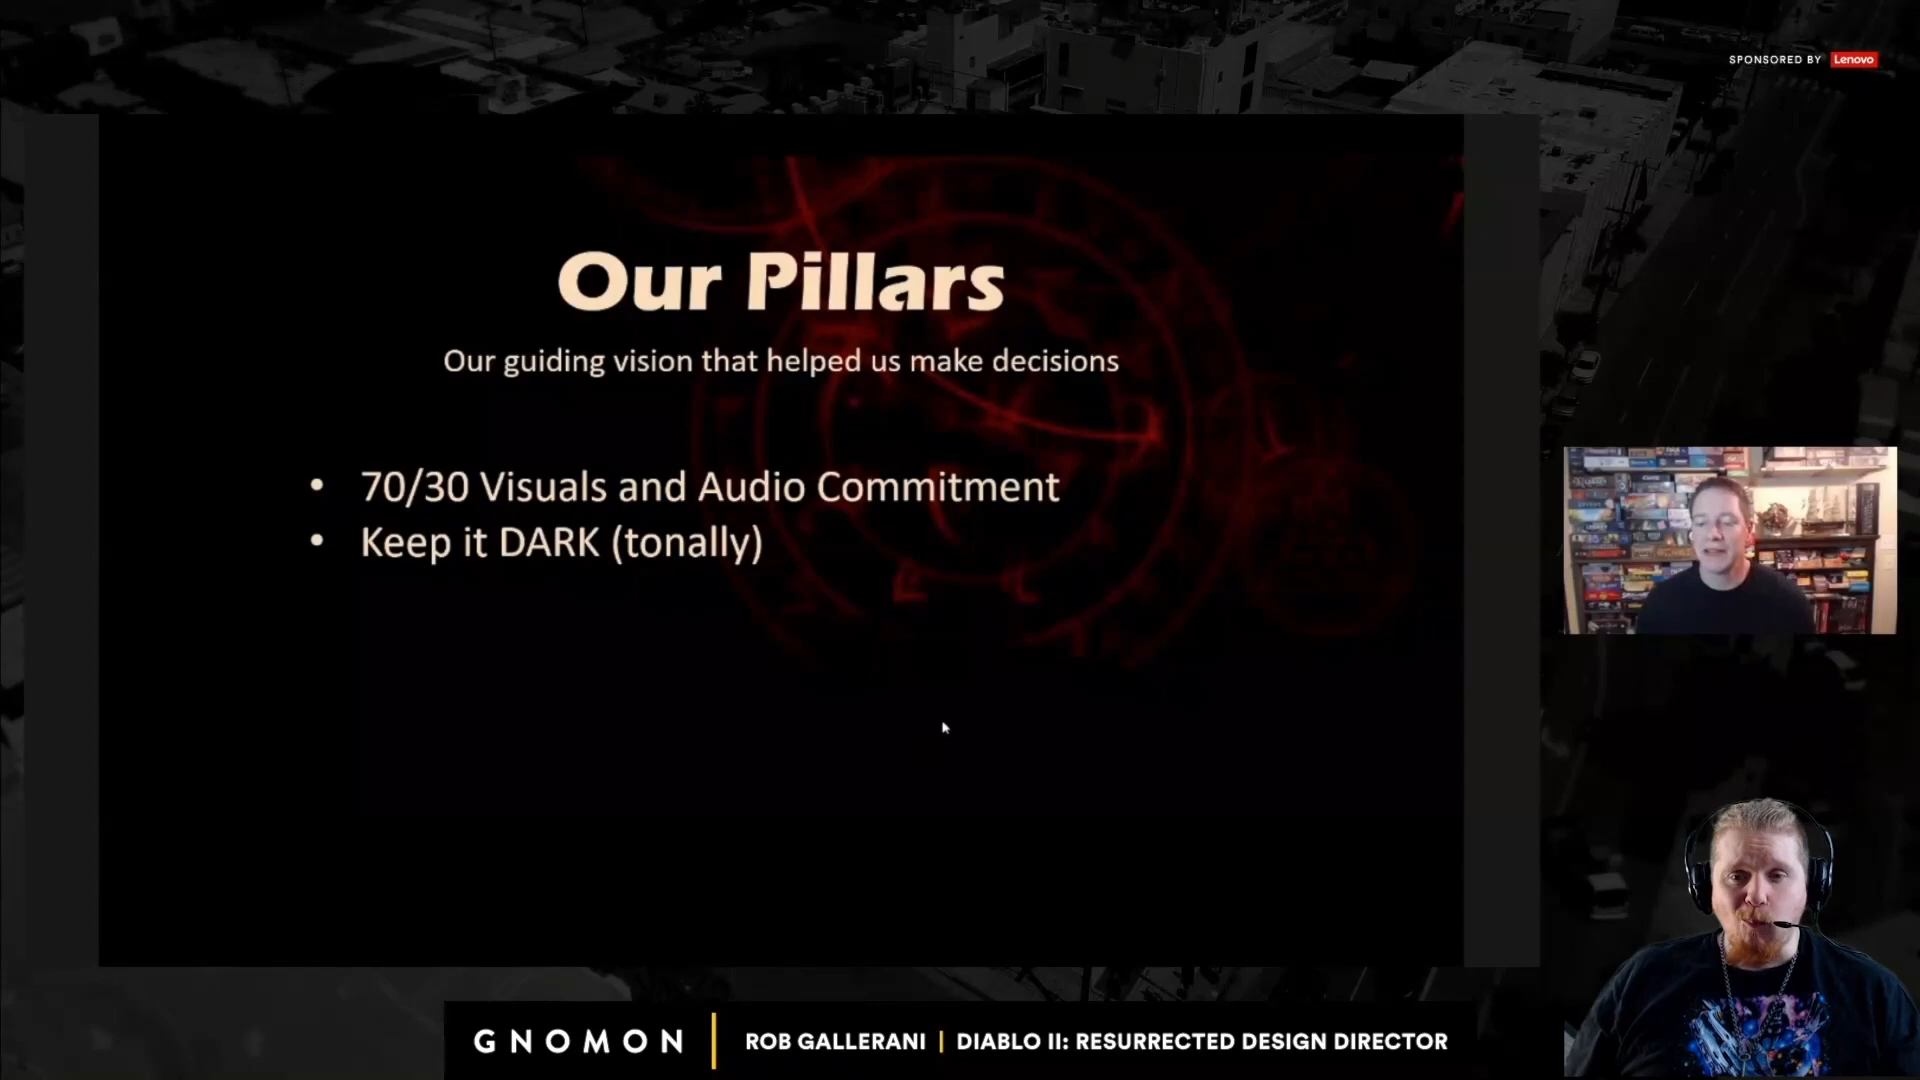 SPONSORED BY Lenovo
Our Pillars
Our guiding vision that helped us make decisions
• 70/30 Visuals and Audio Commitment
• Keep it DARK (tonally)
GNOMON | ROB GALLERANI | DIABLO II: RESURRECTED DESIGN DIRECTOR